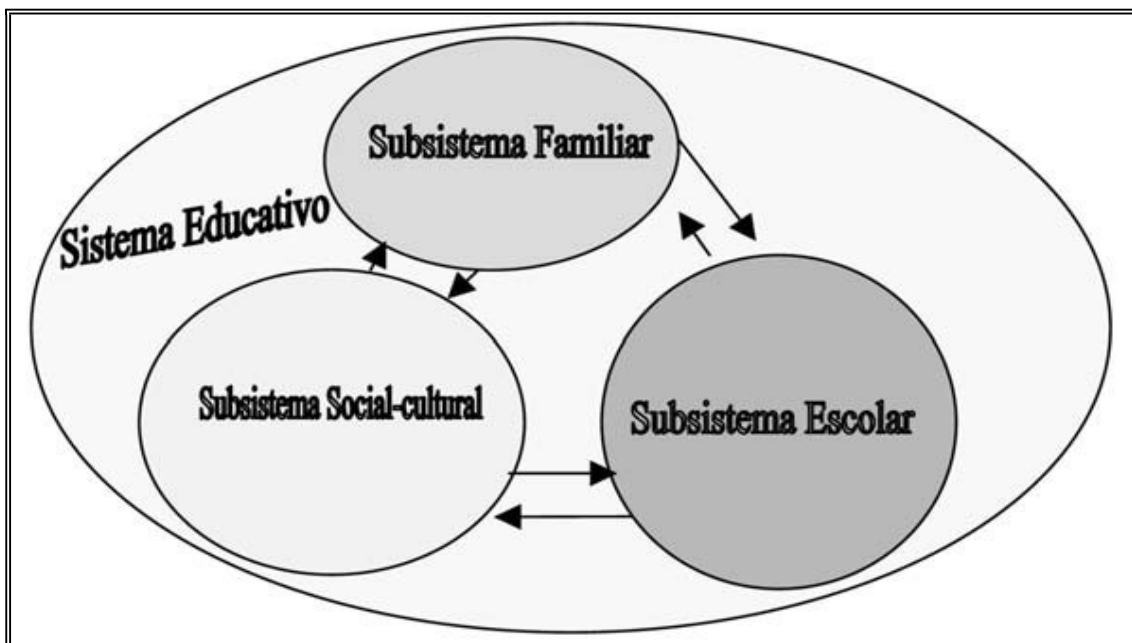 Subsistema Familiar
Sistema Educativo
Subsistema Social-cultural
Subsistema Escolar